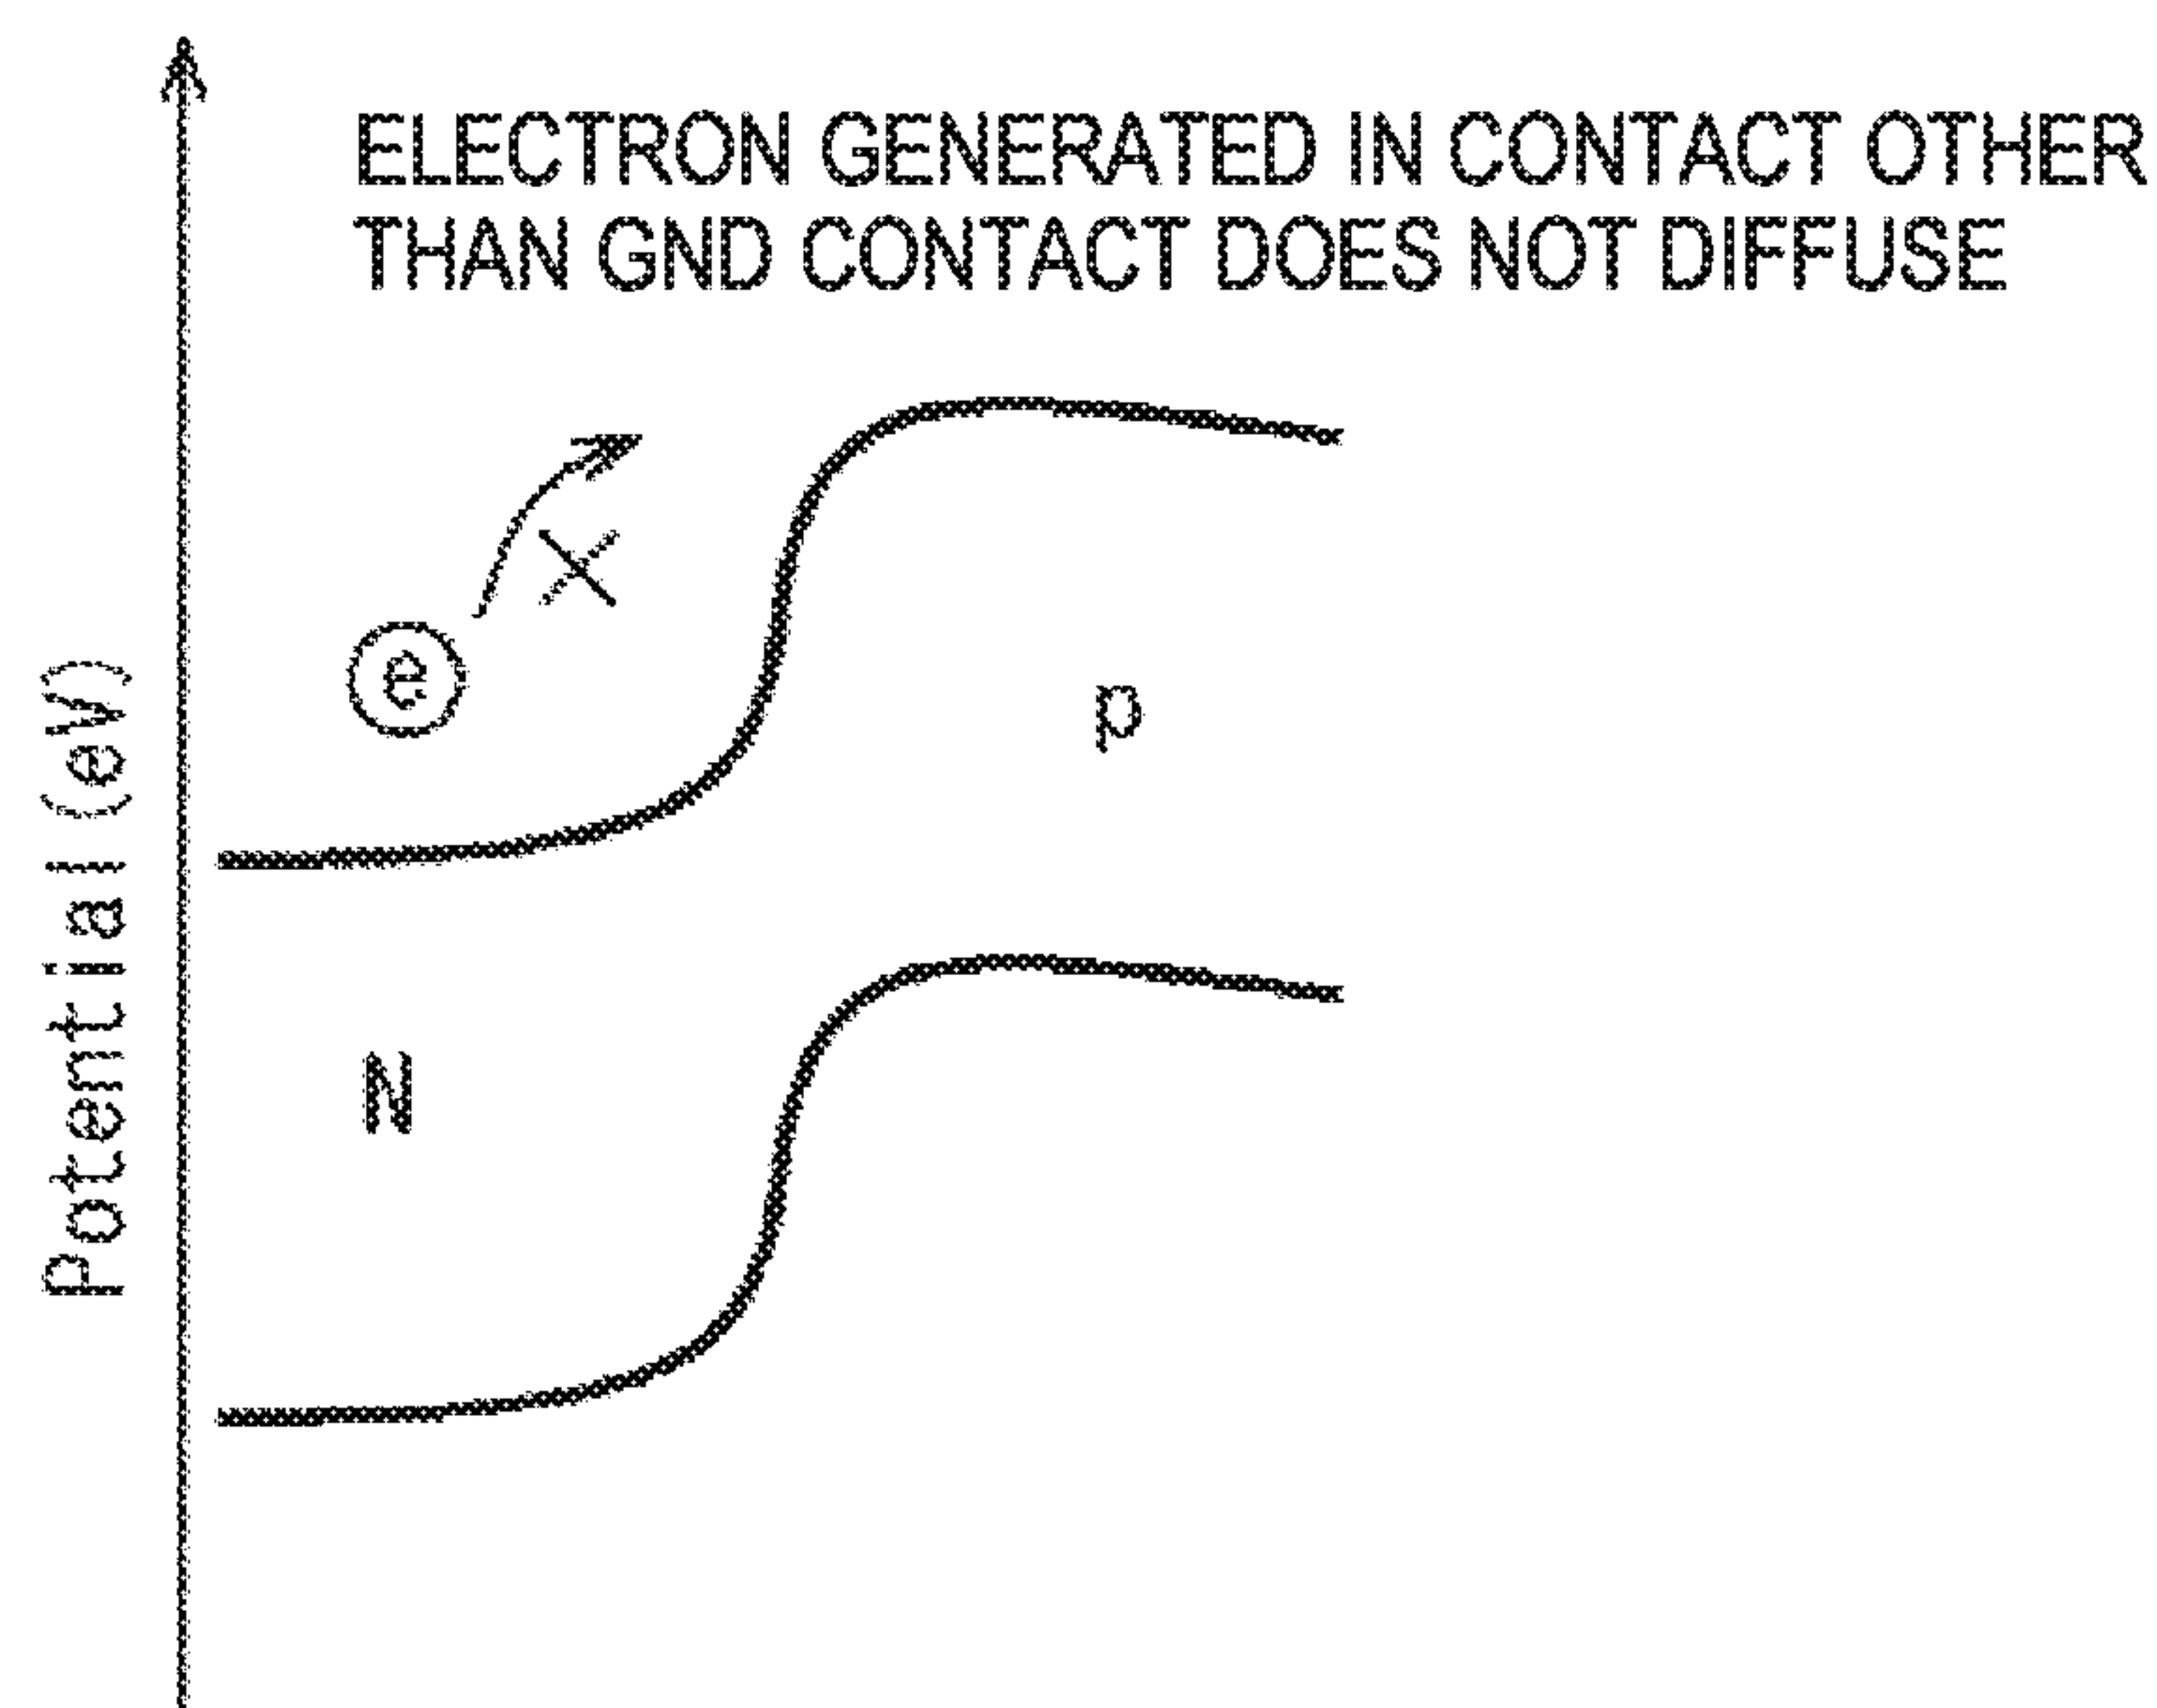 ELECTRON GENERATED IN CONTACT OTHER
THAN GND CONTACT DOES NOT DIFFUSE
e
p
N
Potential (eV)